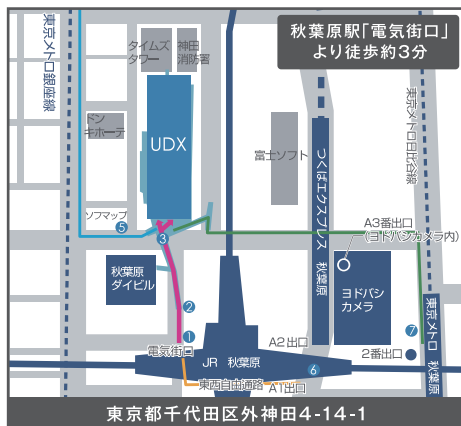 秋葉原駅「電気街口」
より徒歩約3分
東京メトロ銀座線
タイムズ
タワー
神田
消防署
ドン
キホーテ
UDX
富士ソフト
つくばエクスプレス 秋葉原
東京メトロ日比谷線
ソフマップ
5
3
A3番出口
(ヨドバシカメラ内)
秋葉原
ダイビル
ヨドバシ
カメラ
2
1
電気街口
JR 秋葉原
A2出口
7
2番出口
東京メトロ 秋葉原
6
東西自由通路
A1出口
東京都千代田区外神田4-14-1